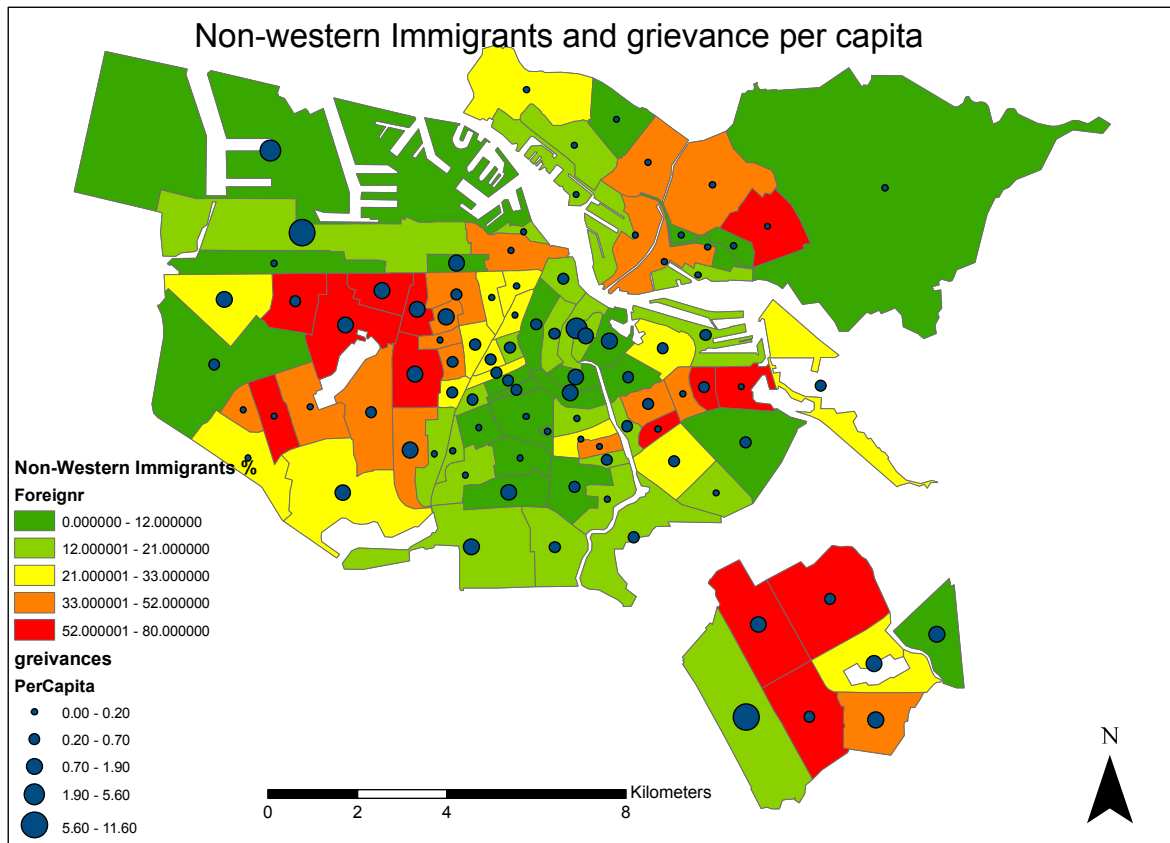 Non-western Immigrants and grievance per capita
Non-Western Immigrants %
Foreignr
0.000000 - 12.000000
12.000001 - 21.000000
21.000001 - 33.000000
33.000001 - 52.000000
52.000001 - 80.000000
greivances
PerCapita
0.00 - 0.20
0.20 - 0.70
0.70 - 1.90
1.90 - 5.60
5.60 - 11.60
Kilometers
0 2 4 8
N